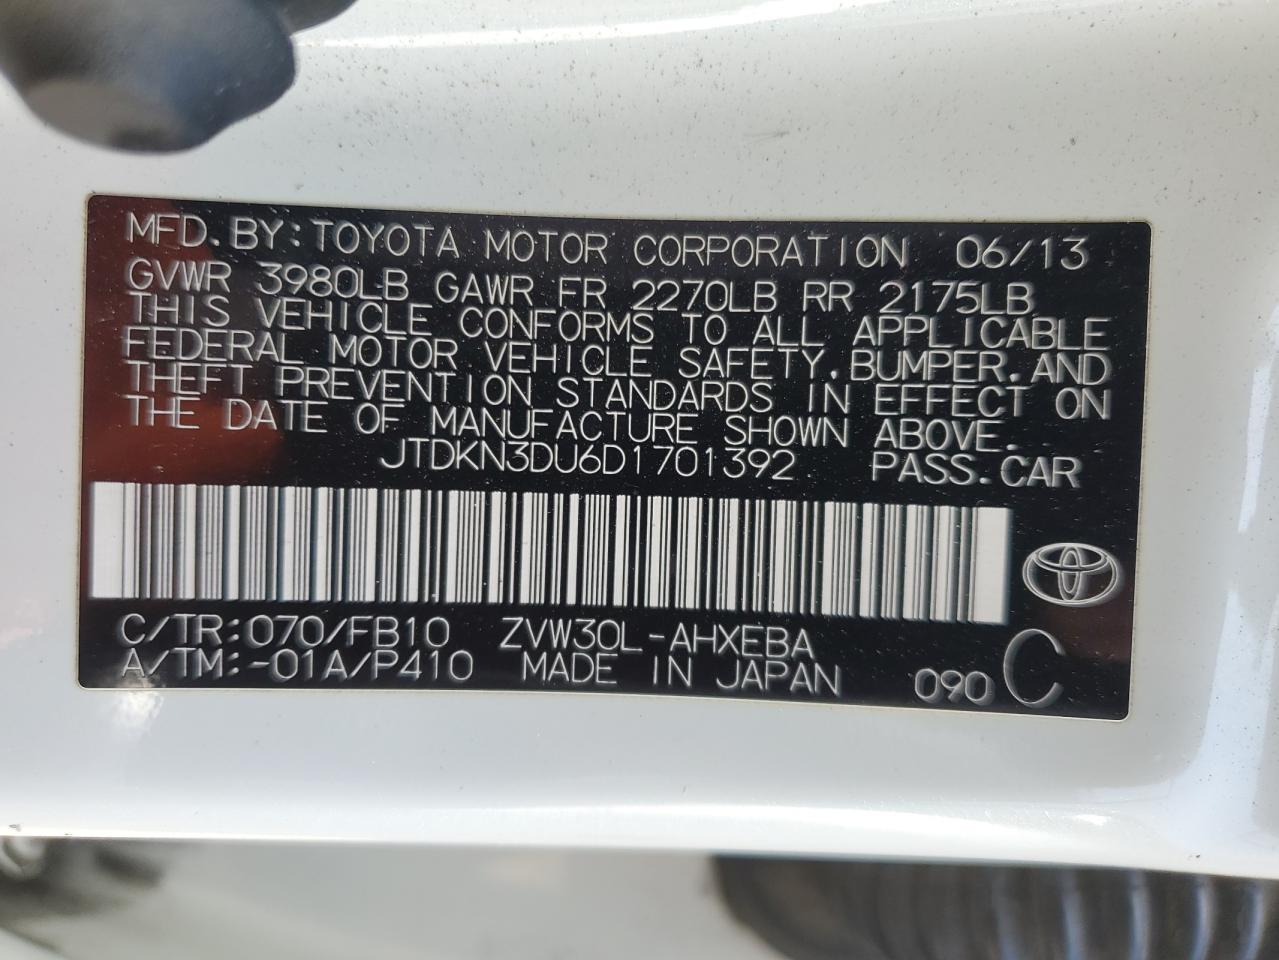 MFD.BY:TOYOTA MOTOR CORPORATION 06/13
GVWR 3980LB GAWR FR 2270LB RR 2175LB
THIS VEHICLE CONFORMS TO ALL APPLICABLE
FEDERAL MOTOR VEHICLE SAFETY,BUMPER,AND
THEFT PREVENTION STANDARDS IN EFFECT ON
THE DATE OF MANUFACTURE SHOWN ABOVE.
JTDKN3DU6D1701392 PASS.CAR
C/TR:070/FB10 ZVW30L-AHXEBA
A/TM:-01A/P410 MADE IN JAPAN 090 C